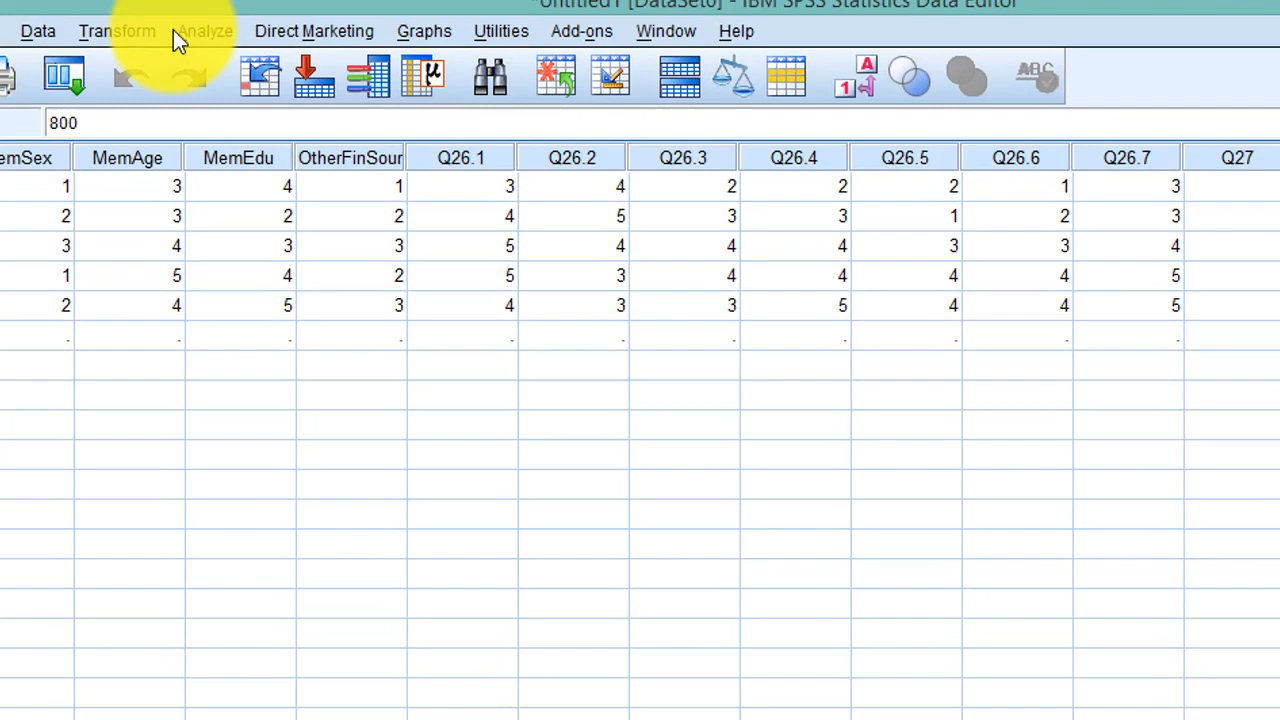 *Untitled1 [DataSet0] - IBM SPSS Statistics Data Editor
Data Transform Analyze Direct Marketing Graphs Utilities Add-ons Window Help
A
1
μ
ABC
800
emSex MemAge MemEdu OtherFinSour Q26.1 Q26.2 Q26.3 Q26.4 Q26.5 Q26.6 Q26.7 Q27
1 3 4 1 3 4 2 2 2 1 3
2 3 2 2 4 5 3 3 1 2 3
3 4 3 3 5 4 4 4 3 3 4
1 5 4 2 5 3 4 4 4 4 5
2 4 5 3 4 3 3 5 4 4 5
. . . . . . . . . . .